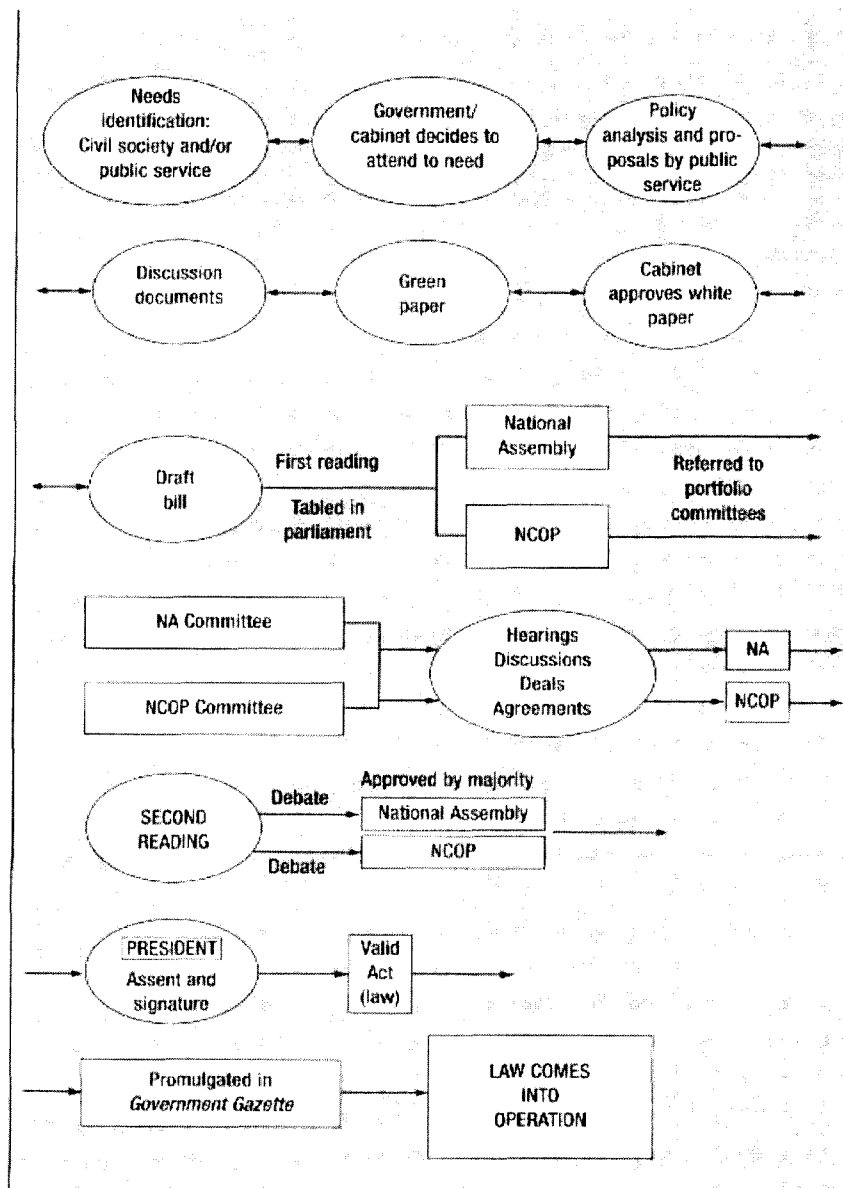 Needs
identification:
Civil society and/or
public service
Government/
cabinet decides to
attend to need
Policy
analysis and pro-
posals by public
service
Discussion
documents
Green
paper
Cabinet
approves white
paper
Draft
bill
First reading
Tabled in
parliament
National
Assembly
NCOP
Referred to
portfolio
committees
NA Committee
NCOP Committee
Hearings
Discussions
Deals
Agreements
NA
NCOP
SECOND
READING
Debate
Debate
Approved by majority
National Assembly
NCOP
PRESIDENT
Assent and
signature
Valid
Act
(law)
Promulgated in
Government Gazette
LAW COMES
INTO
OPERATION